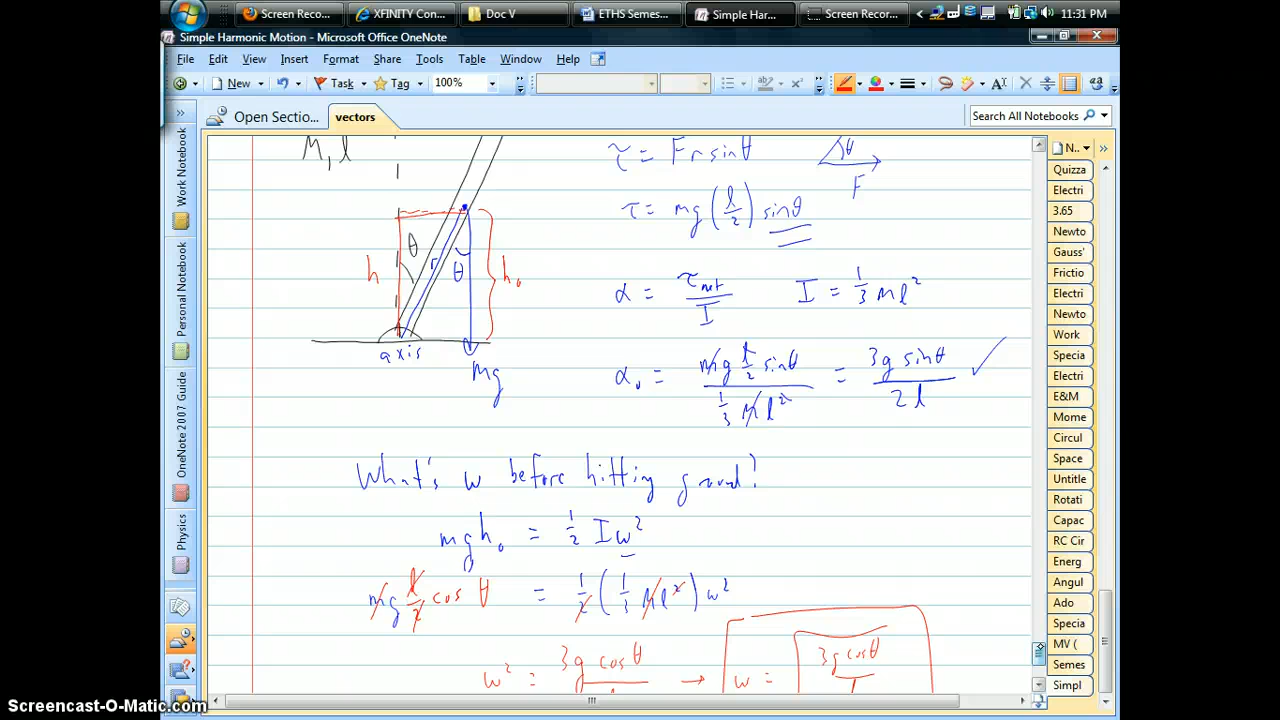 Screen Reco...
XFINITY Con...
Doc V
ETHS Semes...
Simple Har...
Screen Recor...
11:31 PM
Simple Harmonic Motion - Microsoft Office OneNote
File Edit View Insert Format Share Tools Table Window Help
New Task Tag 100%
Open Sectio... vectors Search All Notebooks
N..
Work Notebook
Personal Notebook
OneNote 2007 Guide
Physics
Quizza
Electri
3.65
Newto
Gauss'
Frictio
Electri
Newto
Work
Specia
Electri
E&M
Mome
Circul
Space
Untitle
Rotati
Capac
RC Cir
Energ
Angul
Ado
Specia
MV (
Semes
Simpl
M, l
θ
r
θ
h
h₀
axis
mg
τ = Fr sinθ
θ
F
τ = mg (l/2) sinθ
α = τnet / I I = 1/3 Ml²
α₀ = mg l/2 sinθ / 1/3 Ml² = 3g sinθ / 2l ✓
What's w before hitting ground?
mgh₀ = 1/2 Iw²
mg l/2 cos θ = 1/2 (1/3 Ml²) w²
w² = 3g cosθ / l → w = √ 3g cosθ / l
Screencast-O-Matic.com